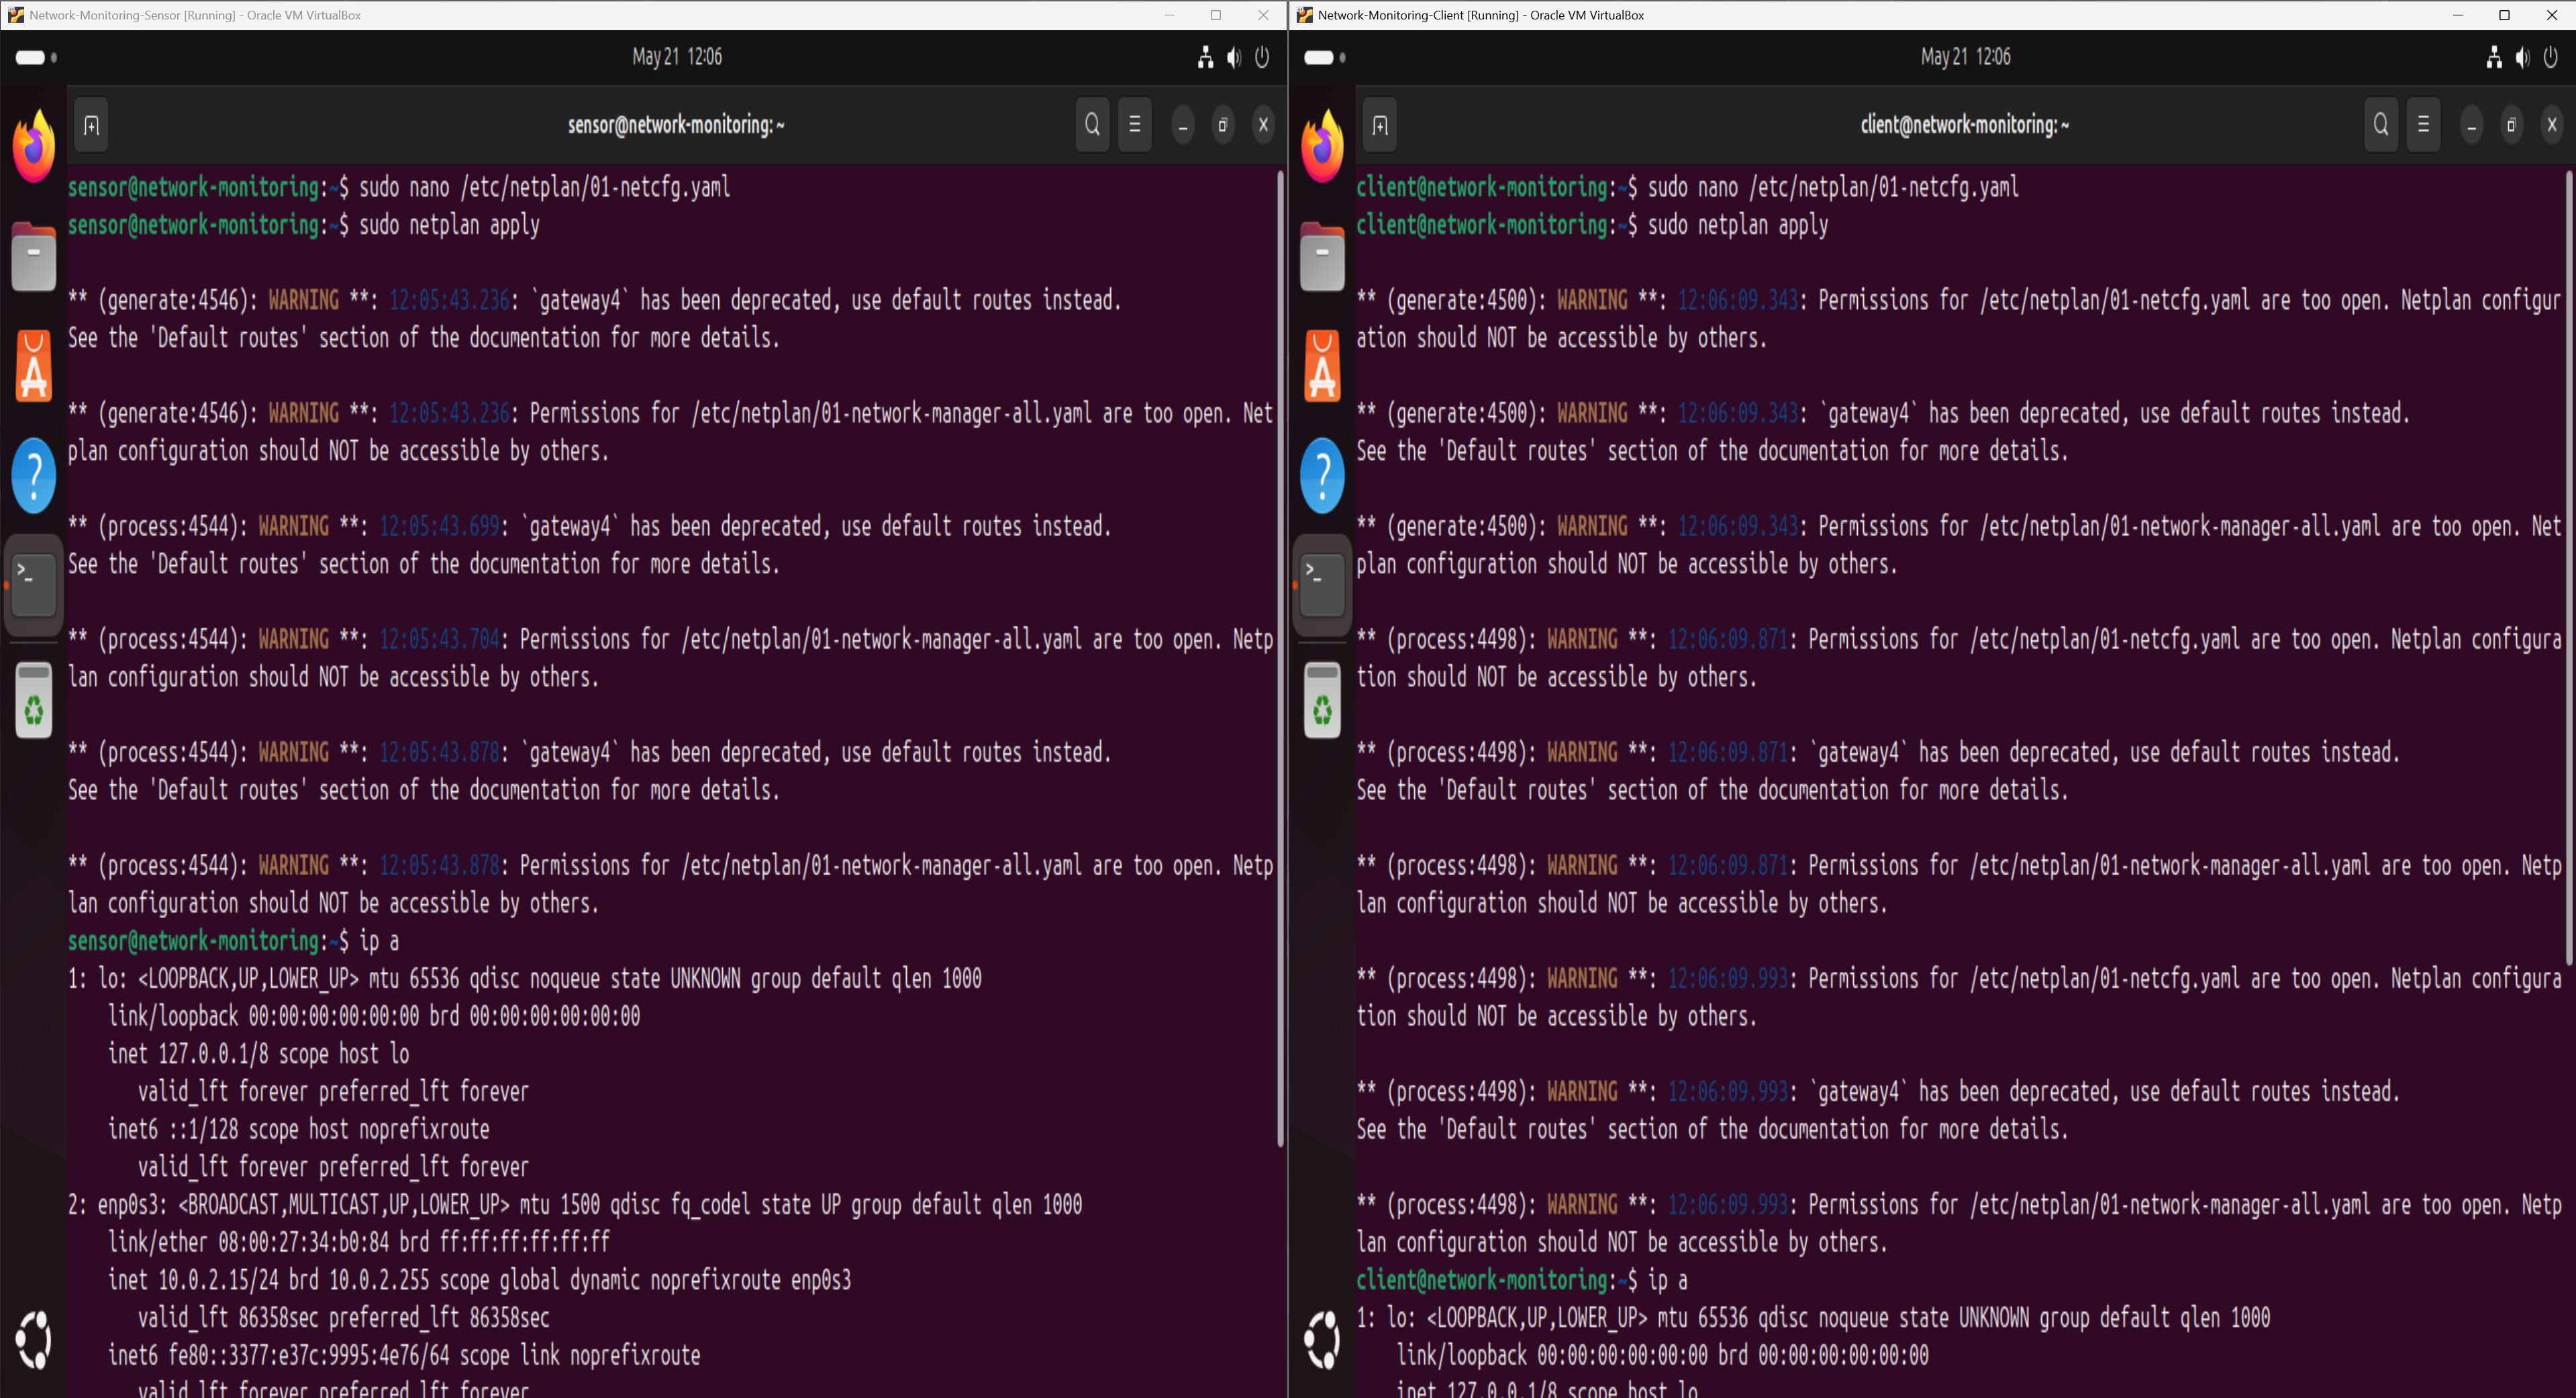 Network-Monitoring-Sensor [Running] - Oracle VM VirtualBox
May 21 12:06
sensor@network-monitoring: ~
sensor@network-monitoring:~$ sudo nano /etc/netplan/01-netcfg.yaml
sensor@network-monitoring:~$ sudo netplan apply
** (generate:4546): WARNING **: 12:05:43.236: `gateway4` has been deprecated, use default routes instead.
See the 'Default routes' section of the documentation for more details.
** (generate:4546): WARNING **: 12:05:43.236: Permissions for /etc/netplan/01-network-manager-all.yaml are too open. Net
plan configuration should NOT be accessible by others.
** (process:4544): WARNING **: 12:05:43.699: `gateway4` has been deprecated, use default routes instead.
See the 'Default routes' section of the documentation for more details.
** (process:4544): WARNING **: 12:05:43.704: Permissions for /etc/netplan/01-network-manager-all.yaml are too open. Netp
lan configuration should NOT be accessible by others.
** (process:4544): WARNING **: 12:05:43.878: `gateway4` has been deprecated, use default routes instead.
See the 'Default routes' section of the documentation for more details.
** (process:4544): WARNING **: 12:05:43.878: Permissions for /etc/netplan/01-network-manager-all.yaml are too open. Netp
lan configuration should NOT be accessible by others.
sensor@network-monitoring:~$ ip a
1: lo: <LOOPBACK,UP,LOWER_UP> mtu 65536 qdisc noqueue state UNKNOWN group default qlen 1000
link/loopback 00:00:00:00:00:00 brd 00:00:00:00:00:00
inet 127.0.0.1/8 scope host lo
valid_lft forever preferred_lft forever
inet6 ::1/128 scope host noprefixroute
valid_lft forever preferred_lft forever
2: enp0s3: <BROADCAST,MULTICAST,UP,LOWER_UP> mtu 1500 qdisc fq_codel state UP group default qlen 1000
link/ether 08:00:27:34:b0:84 brd ff:ff:ff:ff:ff:ff
inet 10.0.2.15/24 brd 10.0.2.255 scope global dynamic noprefixroute enp0s3
valid_lft 86358sec preferred_lft 86358sec
inet6 fe80::3377:e37c:9995:4e76/64 scope link noprefixroute
valid_lft forever preferred_lft forever
Network-Monitoring-Client [Running] - Oracle VM VirtualBox
May 21 12:06
client@network-monitoring: ~
client@network-monitoring:~$ sudo nano /etc/netplan/01-netcfg.yaml
client@network-monitoring:~$ sudo netplan apply
** (generate:4500): WARNING **: 12:06:09.343: Permissions for /etc/netplan/01-netcfg.yaml are too open. Netplan configur
ation should NOT be accessible by others.
** (generate:4500): WARNING **: 12:06:09.343: `gateway4` has been deprecated, use default routes instead.
See the 'Default routes' section of the documentation for more details.
** (generate:4500): WARNING **: 12:06:09.343: Permissions for /etc/netplan/01-network-manager-all.yaml are too open. Net
plan configuration should NOT be accessible by others.
** (process:4498): WARNING **: 12:06:09.871: Permissions for /etc/netplan/01-netcfg.yaml are too open. Netplan configura
tion should NOT be accessible by others.
** (process:4498): WARNING **: 12:06:09.871: `gateway4` has been deprecated, use default routes instead.
See the 'Default routes' section of the documentation for more details.
** (process:4498): WARNING **: 12:06:09.871: Permissions for /etc/netplan/01-network-manager-all.yaml are too open. Netp
lan configuration should NOT be accessible by others.
** (process:4498): WARNING **: 12:06:09.993: Permissions for /etc/netplan/01-netcfg.yaml are too open. Netplan configura
tion should NOT be accessible by others.
** (process:4498): WARNING **: 12:06:09.993: `gateway4` has been deprecated, use default routes instead.
See the 'Default routes' section of the documentation for more details.
** (process:4498): WARNING **: 12:06:09.993: Permissions for /etc/netplan/01-network-manager-all.yaml are too open. Netp
lan configuration should NOT be accessible by others.
client@network-monitoring:~$ ip a
1: lo: <LOOPBACK,UP,LOWER_UP> mtu 65536 qdisc noqueue state UNKNOWN group default qlen 1000
link/loopback 00:00:00:00:00:00 brd 00:00:00:00:00:00
inet 127.0.0.1/8 scope host lo